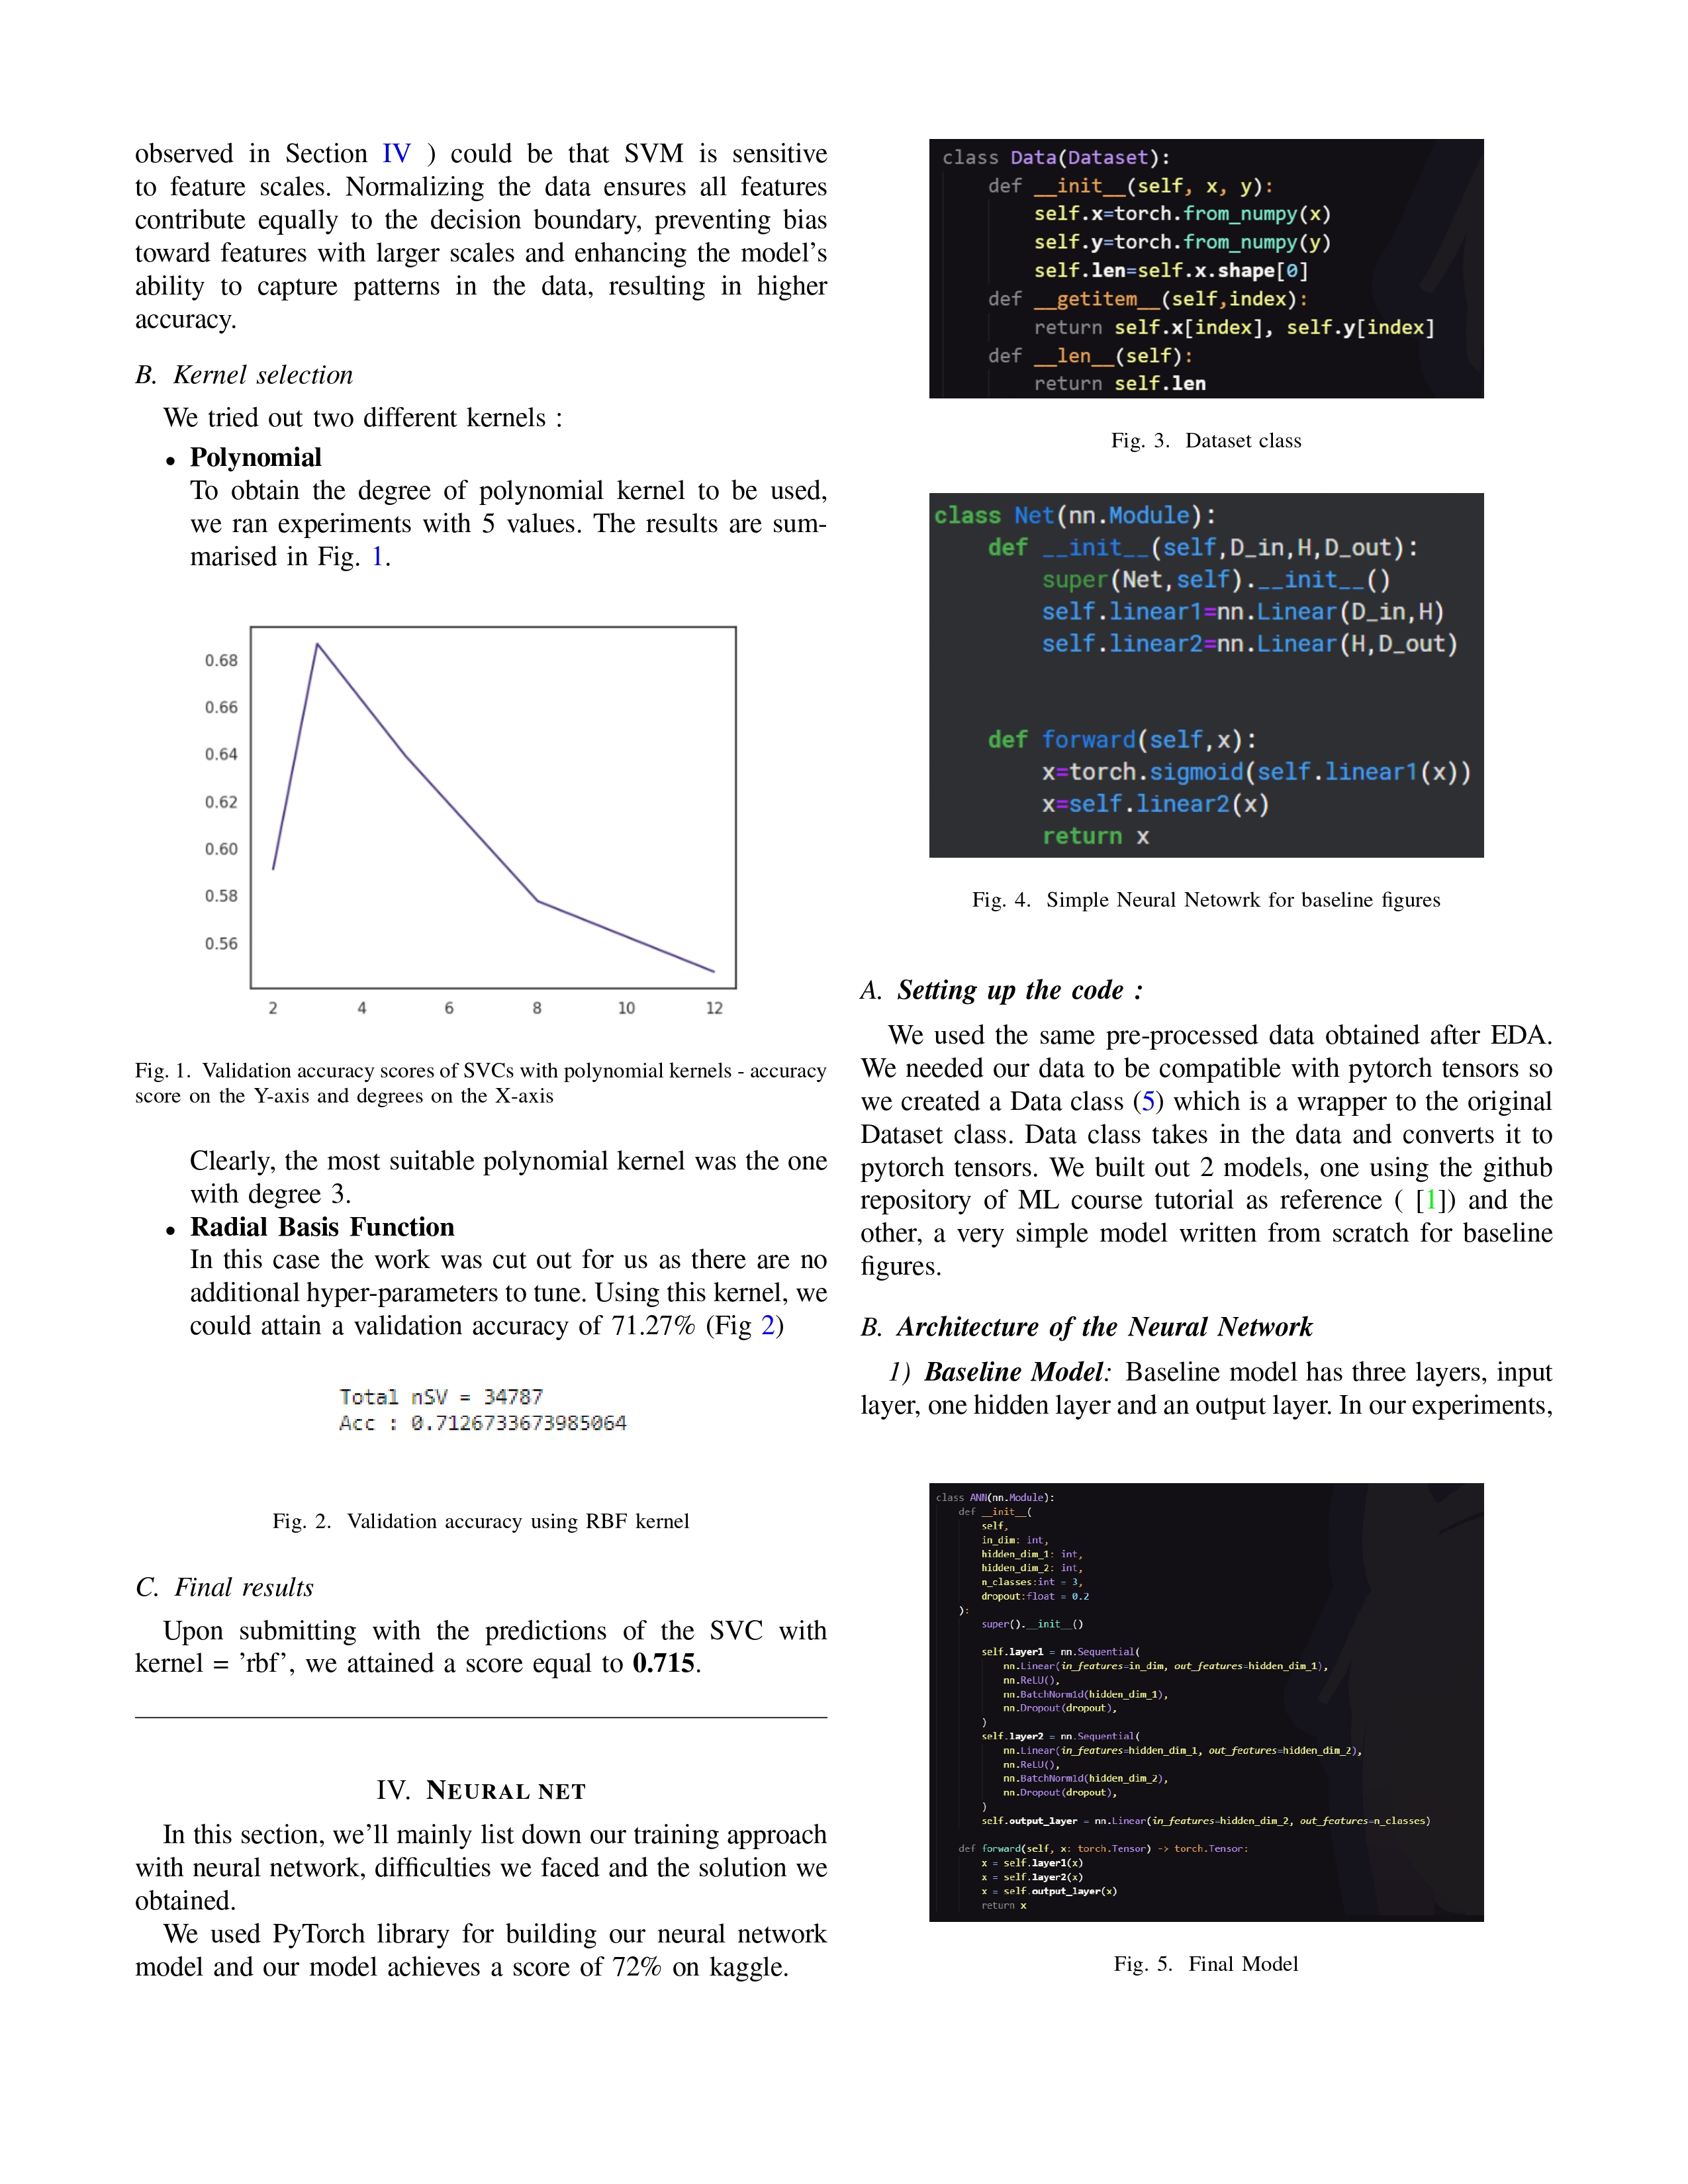 observed in Section IV ) could be that SVM is sensitive
to feature scales. Normalizing the data ensures all features
contribute equally to the decision boundary, preventing bias
toward features with larger scales and enhancing the model's
ability to capture patterns in the data, resulting in higher
accuracy.
B. Kernel selection
We tried out two different kernels :
• Polynomial
To obtain the degree of polynomial kernel to be used,
we ran experiments with 5 values. The results are sum-
marised in Fig. 1.
0.68
0.66
0.64
0.62
0.60
0.58
0.56
2 4 6 8 10 12
Fig. 1. Validation accuracy scores of SVCs with polynomial kernels - accuracy
score on the Y-axis and degrees on the X-axis
Clearly, the most suitable polynomial kernel was the one
with degree 3.
• Radial Basis Function
In this case the work was cut out for us as there are no
additional hyper-parameters to tune. Using this kernel, we
could attain a validation accuracy of 71.27% (Fig 2)
Total nSV = 34787
Acc : 0.7126733673985064
Fig. 2. Validation accuracy using RBF kernel
C. Final results
Upon submitting with the predictions of the SVC with
kernel = 'rbf', we attained a score equal to 0.715.
IV. NEURAL NET
In this section, we'll mainly list down our training approach
with neural network, difficulties we faced and the solution we
obtained.
We used PyTorch library for building our neural network
model and our model achieves a score of 72% on kaggle.
class Data(Dataset):
def __init__(self, x, y):
self.x=torch.from_numpy(x)
self.y=torch.from_numpy(y)
self.len=self.x.shape[0]
def __getitem__(self,index):
return self.x[index], self.y[index]
def __len__(self):
return self.len
Fig. 3. Dataset class
class Net(nn.Module):
def __init__(self,D_in,H,D_out):
super(Net,self).__init__()
self.linear1=nn.Linear(D_in,H)
self.linear2=nn.Linear(H,D_out)
def forward(self,x):
x=torch.sigmoid(self.linear1(x))
x=self.linear2(x)
return x
Fig. 4. Simple Neural Netowrk for baseline figures
A. Setting up the code :
We used the same pre-processed data obtained after EDA.
We needed our data to be compatible with pytorch tensors so
we created a Data class (5) which is a wrapper to the original
Dataset class. Data class takes in the data and converts it to
pytorch tensors. We built out 2 models, one using the github
repository of ML course tutorial as reference ( [1]) and the
other, a very simple model written from scratch for baseline
figures.
B. Architecture of the Neural Network
1) Baseline Model: Baseline model has three layers, input
layer, one hidden layer and an output layer. In our experiments,
class ANN(nn.Module):
def __init__(
self,
in_dim: int,
hidden_dim_1: int,
hidden_dim_2: int,
n_classes:int = 3,
dropout:float = 0.2
):
super().__init__()
self.layer1 = nn.Sequential(
nn.Linear(in_features=in_dim, out_features=hidden_dim_1),
nn.ReLU(),
nn.BatchNorm1d(hidden_dim_1),
nn.Dropout(dropout),
)
self.layer2 = nn.Sequential(
nn.Linear(in_features=hidden_dim_1, out_features=hidden_dim_2),
nn.ReLU(),
nn.BatchNorm1d(hidden_dim_2),
nn.Dropout(dropout),
)
self.output_layer = nn.Linear(in_features=hidden_dim_2, out_features=n_classes)
def forward(self, x: torch.Tensor) -> torch.Tensor:
x = self.layer1(x)
x = self.layer2(x)
x = self.output_layer(x)
return x
Fig. 5. Final Model